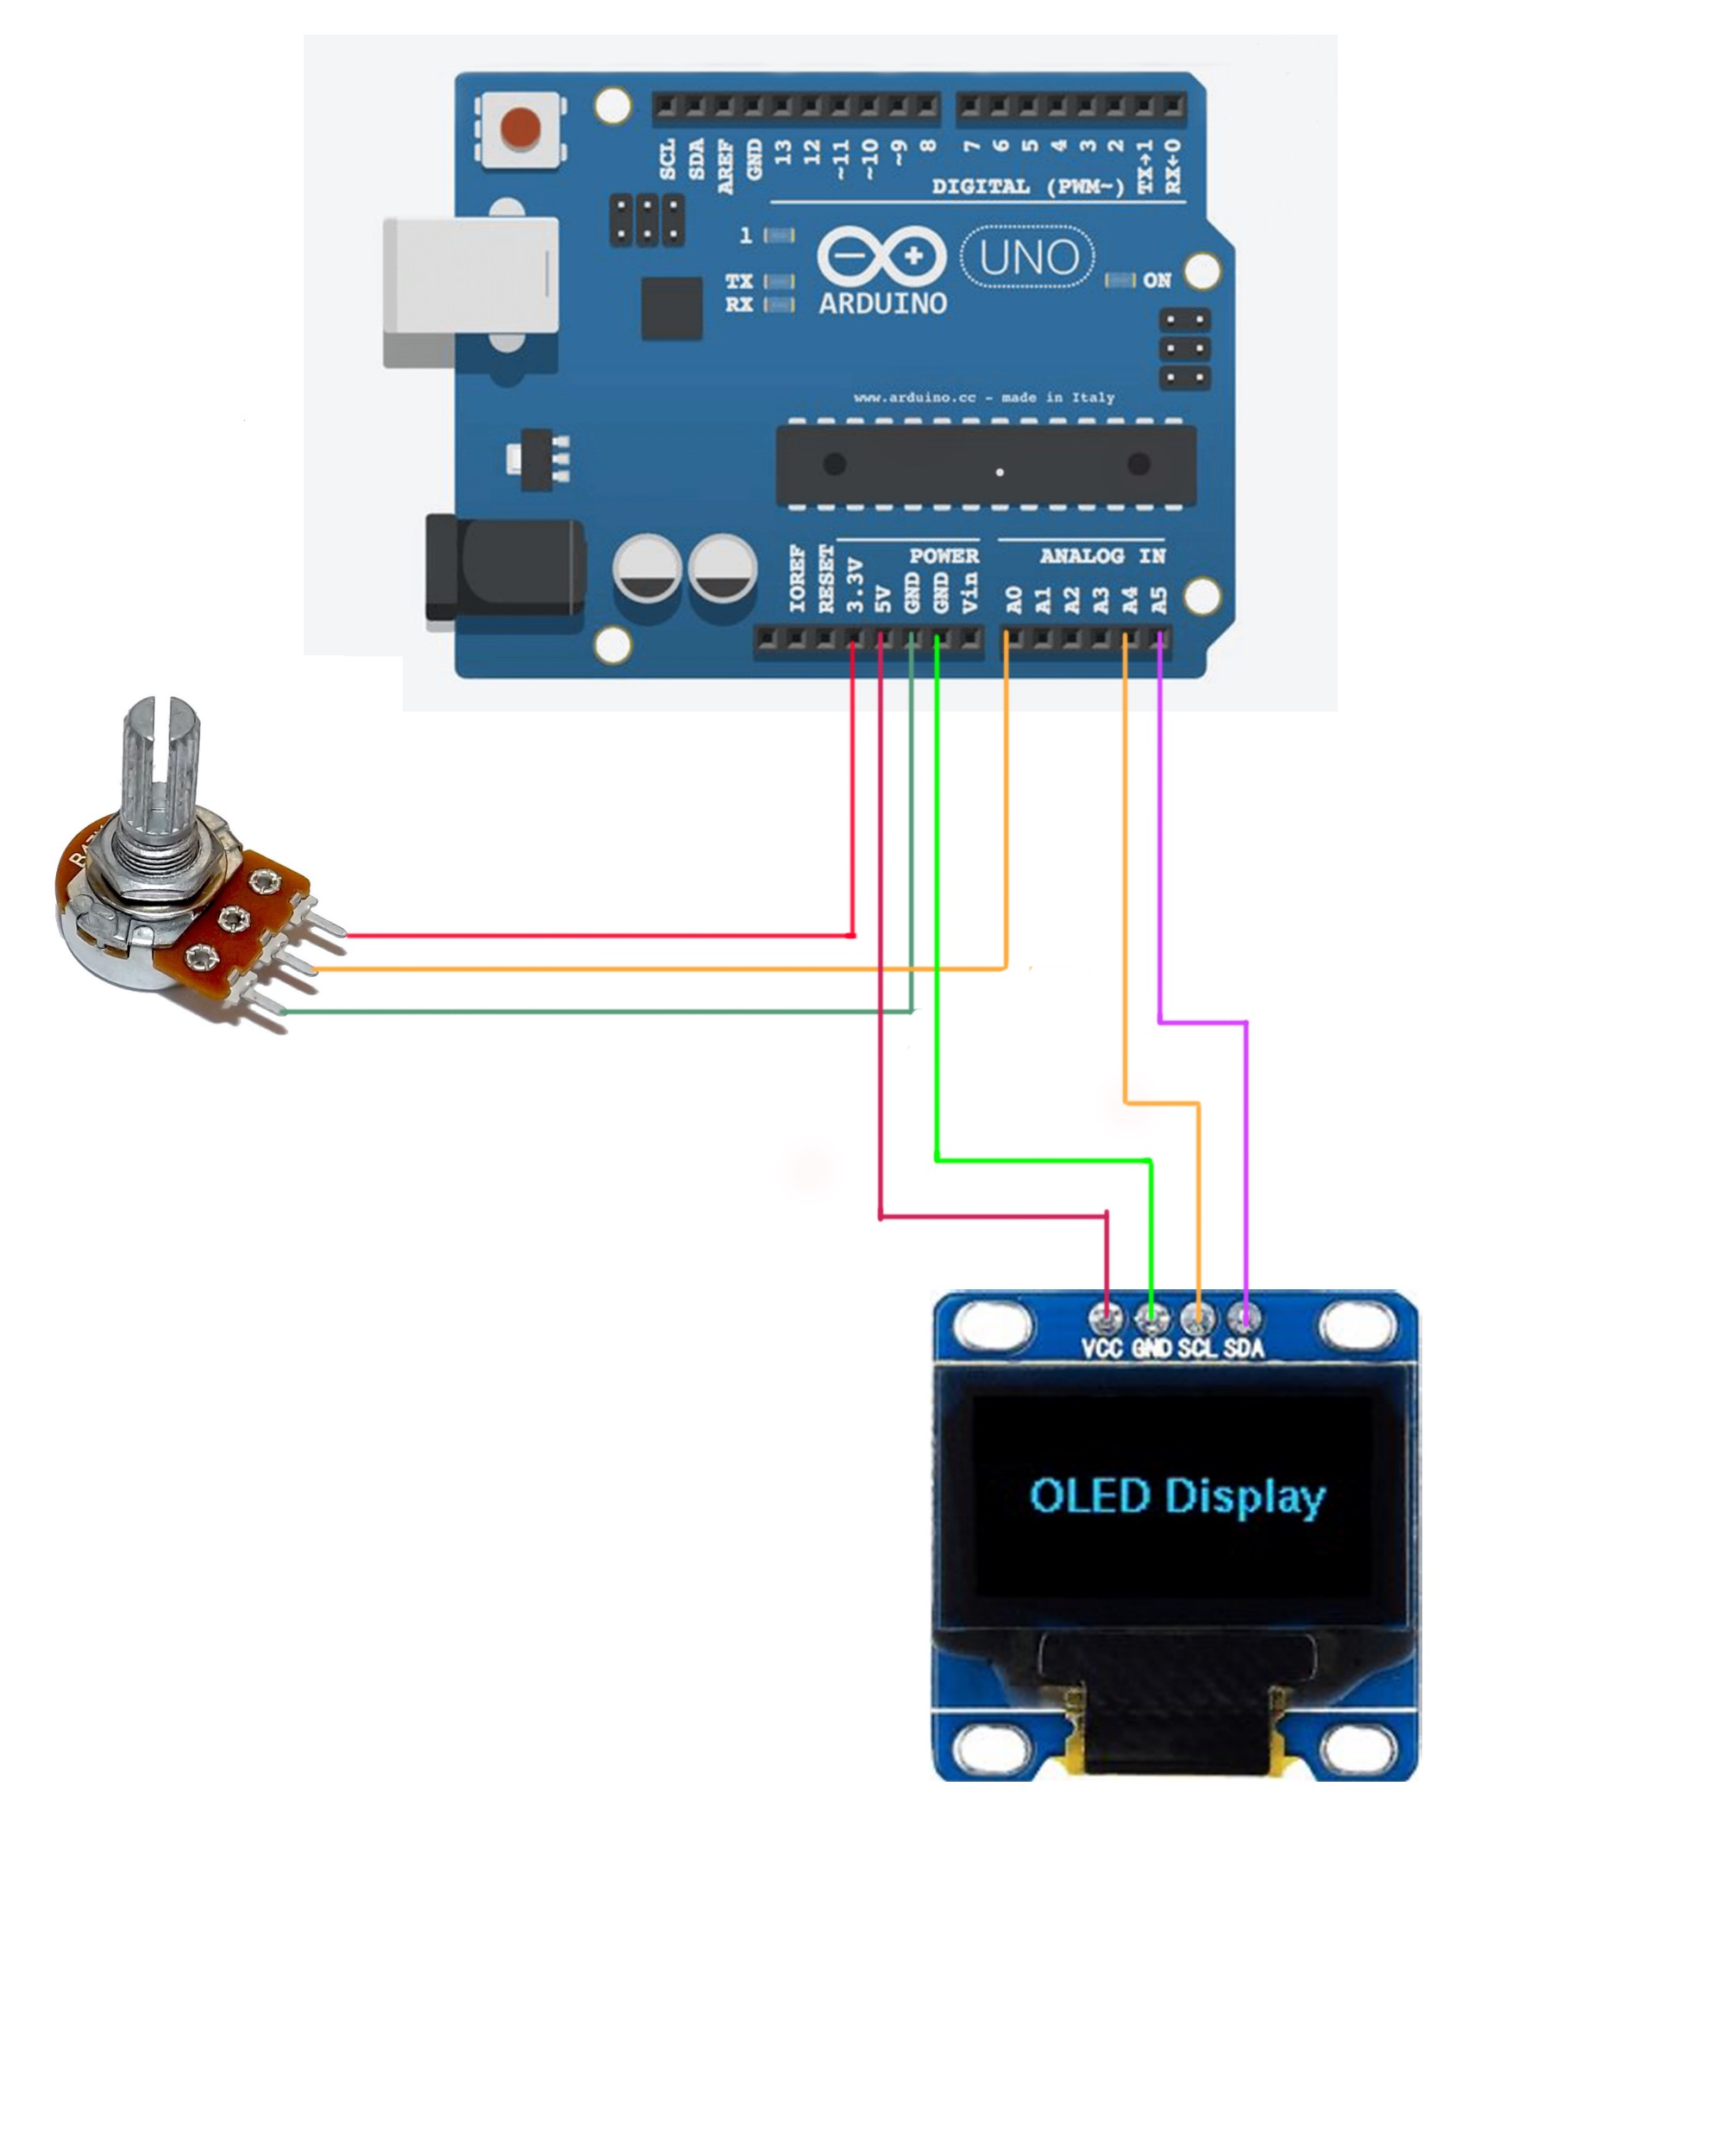 SCL
SDA
AREF
GND
13
12
~11
~10
~9
8
7
6
5
4
3
2
TX→1
RX←0
DIGITAL (PWM~)
1
TX
RX
UNO
ARDUINO
ON
www.arduino.cc - made in Italy
POWER
ANALOG IN
IOREF
RESET
3.3V
5V
GND
GND
Vin
A0
A1
A2
A3
A4
A5
VCC GND SCL SDA
OLED Display